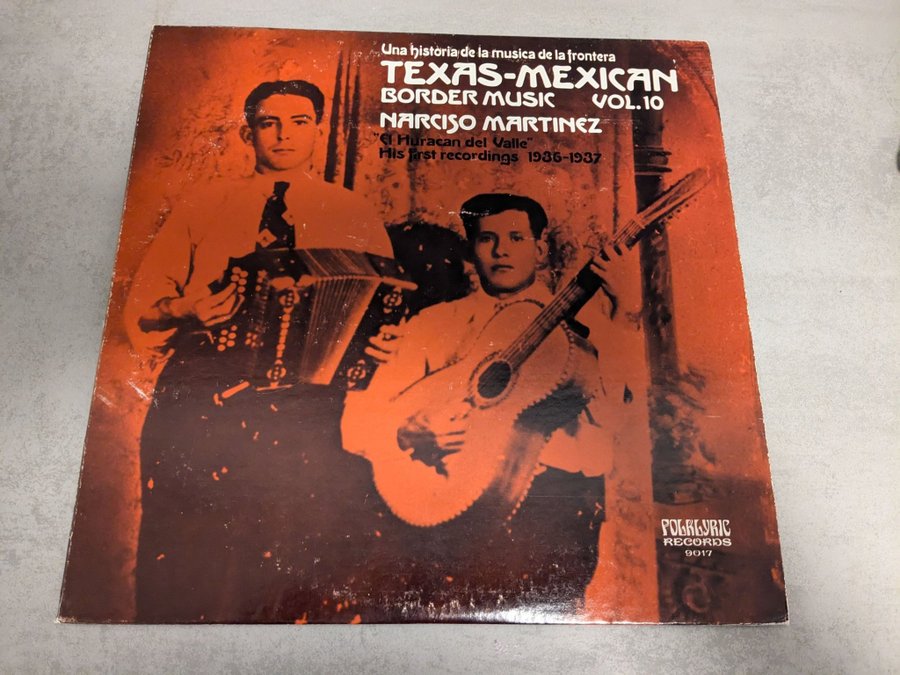 Una història de la musica de la frontera
TEXAS-MEXICAN
BORDER MUSIC VOL.10
NARCISO MARTINEZ
"El Huracan del Valle"
His first recordings 1936-1937
FOLKLYRIC
RECORDS
9017